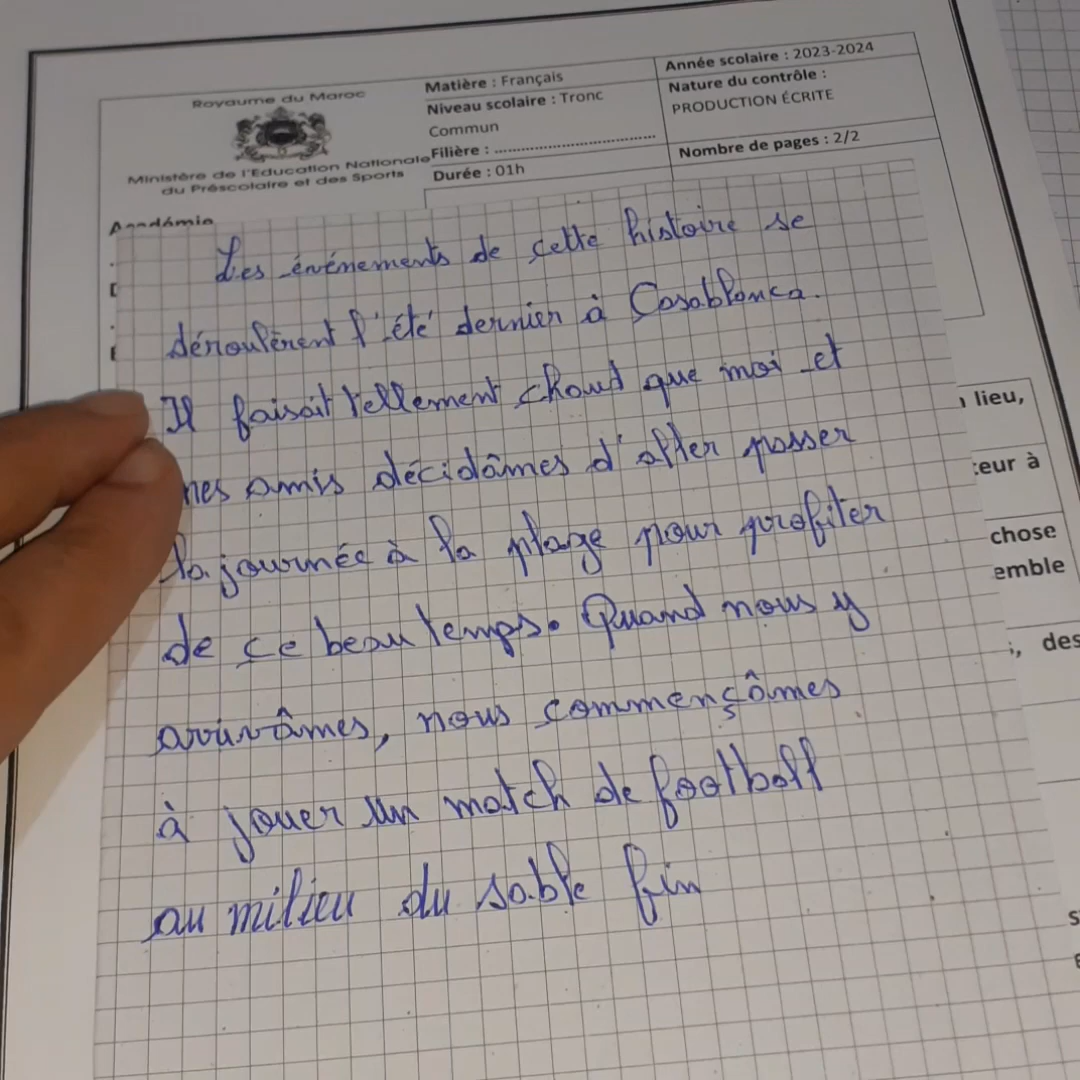 Royaume du Maroc
Ministère de l'Education Nationale
du Préscolaire et des Sports
Matière : Français
Niveau scolaire : Tronc
Commun
Filière : ........................................
Durée : 01h
Année scolaire : 2023-2024
Nature du contrôle :
PRODUCTION ÉCRITE
Nombre de pages : 2/2
Académie
Les événements de cette histoire se
déroulèrent l'été dernier à Casablanca.
Il faisait tellement chaud que moi et
mes amis décidâmes d'aller passer
la journée à la plage pour profiter
de ce beau temps. Quand nous y
arrivâmes, nous commençâmes
à jouer un match de football
au milieu du sable fin
lieu,
eur à
chose
emble
, des